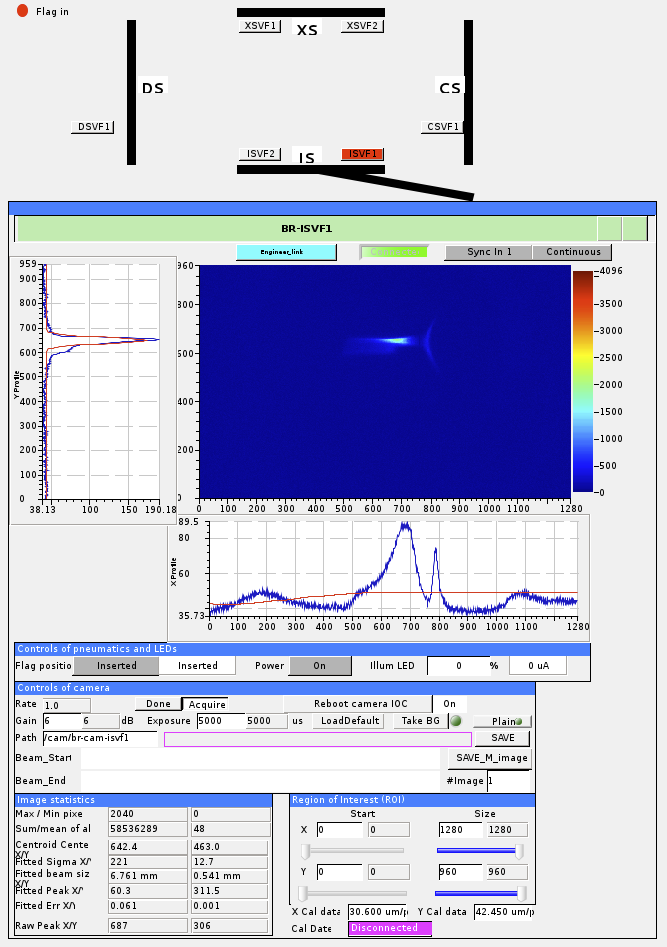 Flag in
XSVF1 XS XSVF2
DS CS
DSVF1 CSVF1
ISVF2 IS ISVF1
BR-ISVF1
Engineer_link Sync In 1 Continuous
959
900
800
700
600
500
400
300
200
100
0
Y Profile
38.13 100 150 190.18
960
800
600
400
200
0
0 100 200 300 400 500 600 700 800 900 1000 1100 1280
4096
3500
3000
2500
2000
1500
1000
500
0
89.5
80
60
35.73
X Profile
0 100 200 300 400 500 600 700 800 900 1000 1100 1280
Controls of pneumatics and LEDs
Flag positio Inserted Inserted Power On Illum LED 0 % 0 uA
Controls of camera
Rate 1.0 Done Acquire Reboot camera IOC On
Gain 6 6 dB Exposure 5000 5000 us LoadDefault Take BG Plain
Path /cam/br-cam-isvf1 SAVE
Beam_Start SAVE_M_image
Beam_End #Image 1
Image statistics
Max / Min pixe 2040 0
Sum/mean of al 58536289 48
Centroid Cente X/Y 642.4 463.0
Fitted Sigma X/Y 221 12.7
Fitted beam siz X/Y 6.761 mm 0.541 mm
Fitted Peak X/Y 60.3 311.5
Fitted Err X/Y 0.061 0.001
Raw Peak X/Y 687 306
Region of Interest (ROI)
Start Size
X 0 0 1280 1280
Y 0 0 960 960
X Cal data 30.600 um/p Y Cal data 42.450 um/p
Cal Date Disconnected